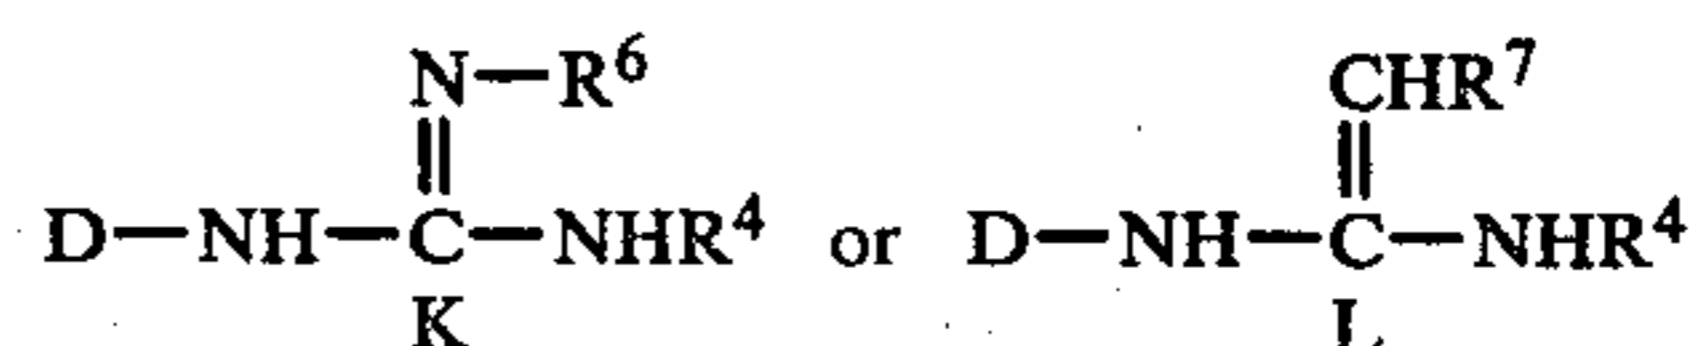 N—R⁶ CHR⁷
D—NH—C—NHR⁴ or D—NH—C—NHR⁴
K L